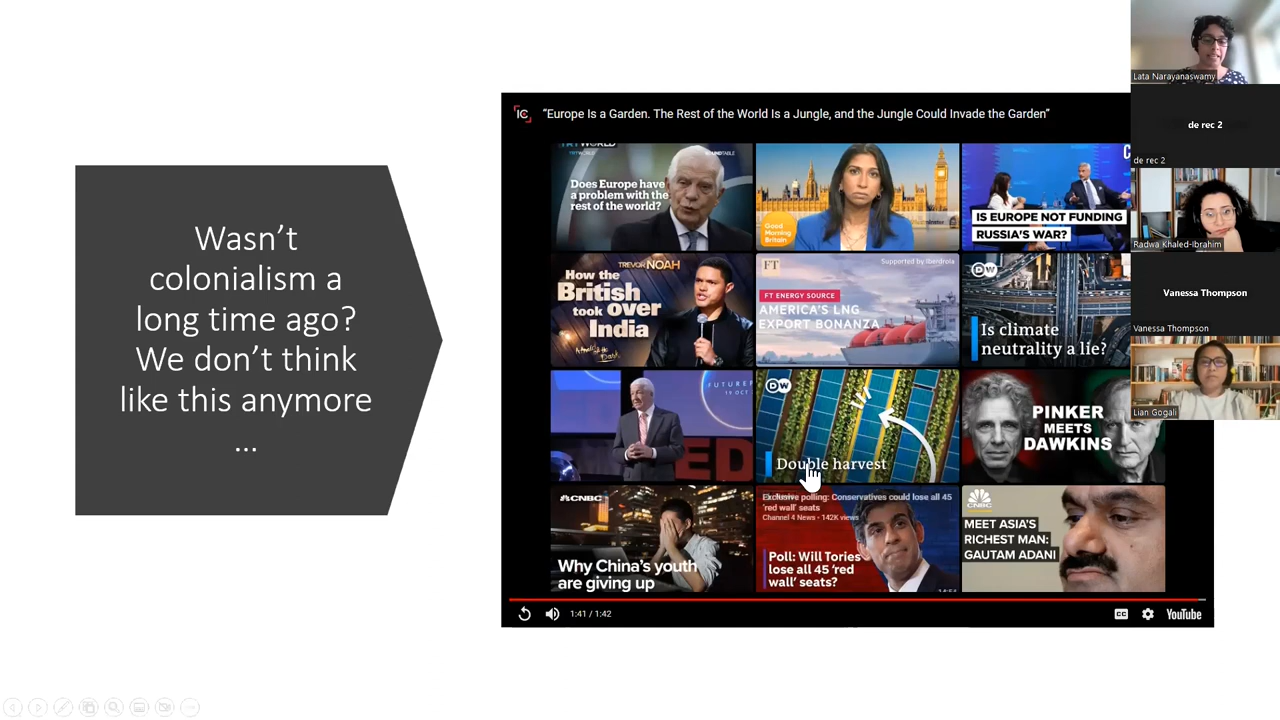 Wasn't
colonialism a
long time ago?
We don't think
like this anymore
...
"Europe Is a Garden. The Rest of the World Is a Jungle, and the Jungle Could Invade the Garden"
Does Europe have
a problem with the
rest of the world?
Good
Morning
Britain
IS EUROPE NOT FUNDING
RUSSIA'S WAR?
TREVOR NOAH
How the
British
took over
India
FT
Supported by Iberdrola
FT ENERGY SOURCE
AMERICA'S LNG
EXPORT BONANZA
DW
Is climate
neutrality a lie?
DW
Double harvest
PINKER
MEETS
DAWKINS
CNBC
Why China's youth
are giving up
Exclusive polling: Conservatives could lose all 45
'red wall' seats
Channel 4 News • 142K views
Poll: Will Tories
lose all 45 'red
wall' seats?
CNBC
MEET ASIA'S
RICHEST MAN:
GAUTAM ADANI
1:41 / 1:42
CC
YouTube
Lata Narayanaswamy
de rec 2
de rec 2
Radwa Khaled-Ibrahim
Vanessa Thompson
Vanessa Thompson
Lian Gogali